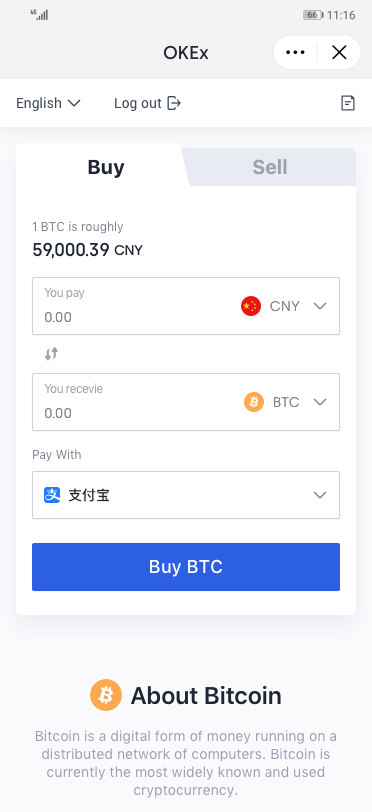 66 11:16
OKEx
English Log out
Buy Sell
1 BTC is roughly
59,000.39 CNY
You pay
0.00 CNY
You recevie
0.00 BTC
Pay With
支付宝
Buy BTC
About Bitcoin
Bitcoin is a digital form of money running on a
distributed network of computers. Bitcoin is
currently the most widely known and used
cryptocurrency.